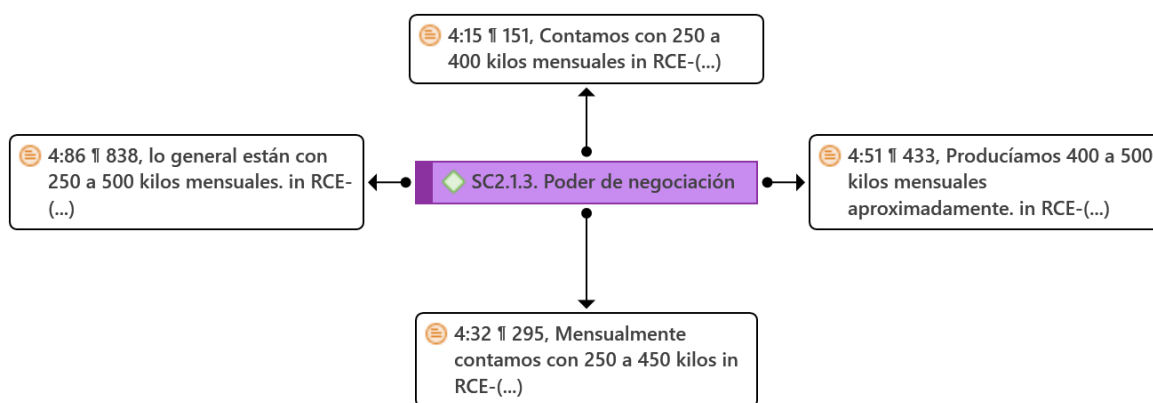 4:15 ¶ 151, Contamos con 250 a
400 kilos mensuales in RCE-(...)
4:86 ¶ 838, lo general están con
250 a 500 kilos mensuales. in RCE-
(...)
SC2.1.3. Poder de negociación
4:51 ¶ 433, Producíamos 400 a 500
kilos mensuales
aproximadamente. in RCE-(...)
4:32 ¶ 295, Mensualmente
contamos con 250 a 450 kilos in
RCE-(...)